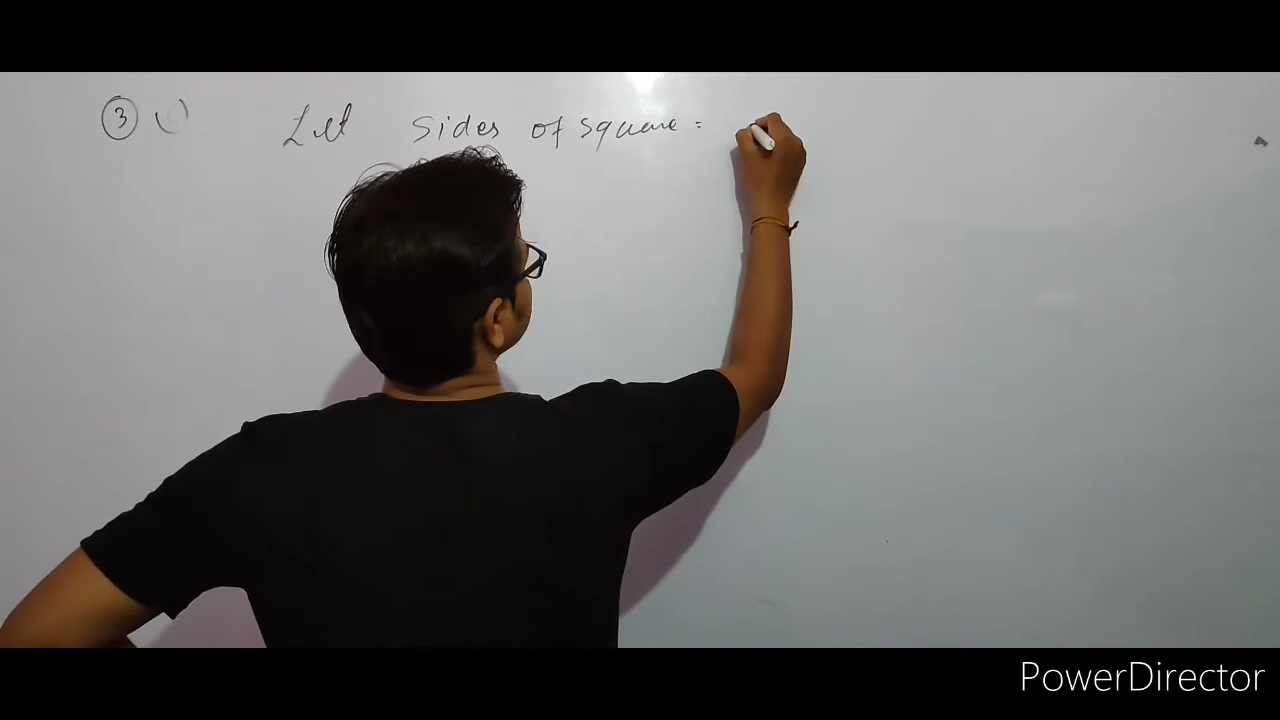 3 Let sides of square =
PowerDirector